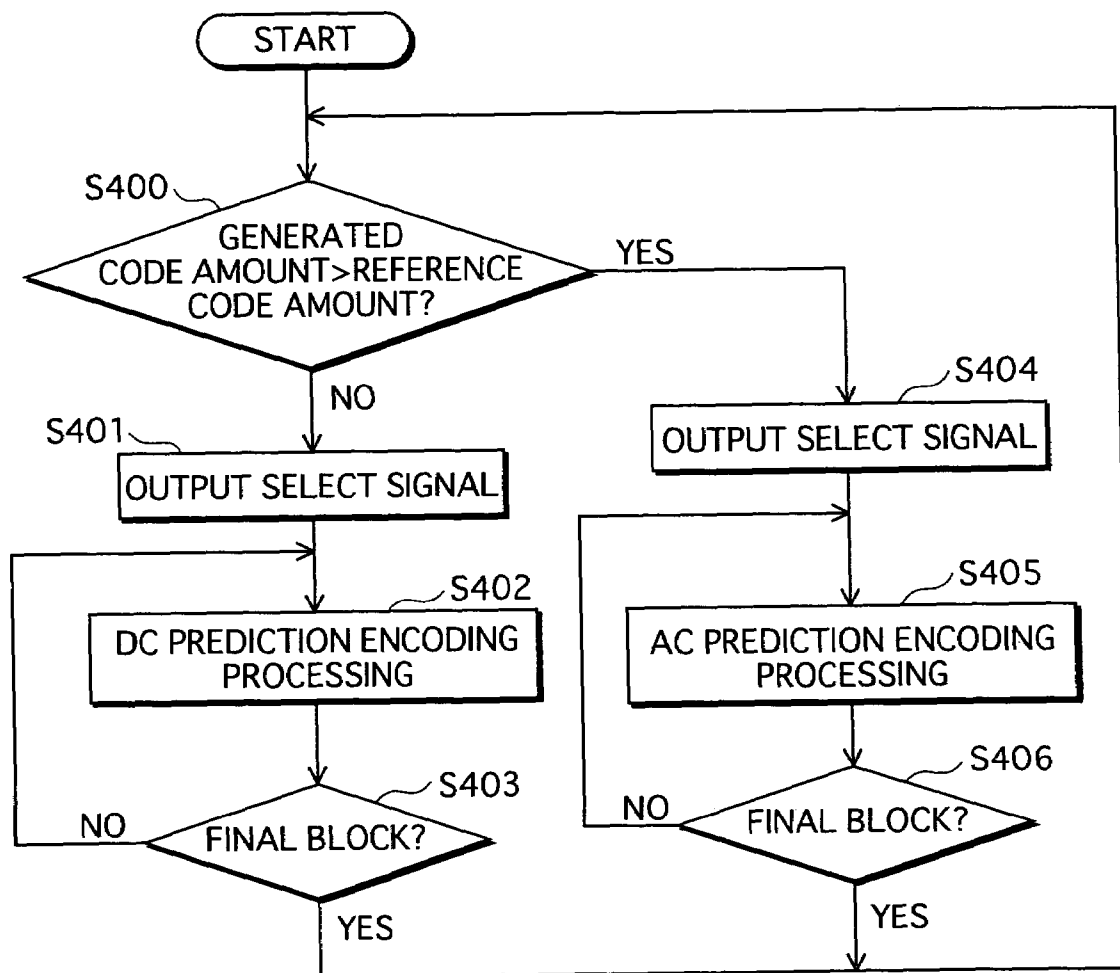 START
S400
GENERATED
CODE AMOUNT>REFERENCE
CODE AMOUNT?
YES
NO
S401
OUTPUT SELECT SIGNAL
S402
DC PREDICTION ENCODING
PROCESSING
S403
FINAL BLOCK?
NO
YES
S404
OUTPUT SELECT SIGNAL
S405
AC PREDICTION ENCODING
PROCESSING
S406
FINAL BLOCK?
NO
YES